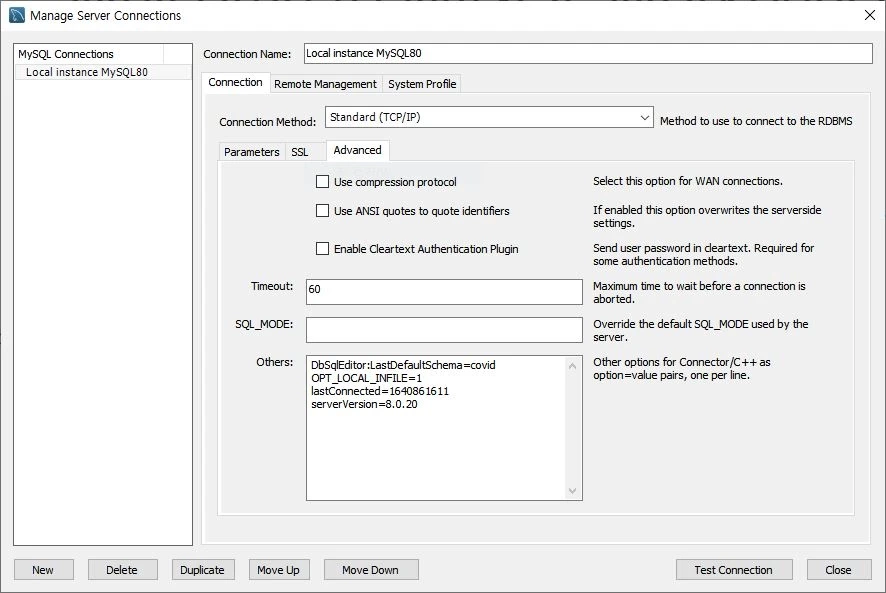 Manage Server Connections
MySQL Connections
Local instance MySQL80
Connection Name:
Local instance MySQL80
Connection
Remote Management
System Profile
Connection Method:
Standard (TCP/IP)
Method to use to connect to the RDBMS
Parameters
SSL
Advanced
Use compression protocol
Select this option for WAN connections.
Use ANSI quotes to quote identifiers
If enabled this option overwrites the serverside
settings.
Enable Cleartext Authentication Plugin
Send user password in cleartext. Required for
some authentication methods.
Timeout:
60
Maximum time to wait before a connection is
aborted.
SQL_MODE:
Override the default SQL_MODE used by the
server.
Others:
DbSqlEditor:LastDefaultSchema=covid
OPT_LOCAL_INFILE=1
lastConnected=1640861611
serverVersion=8.0.20
Other options for Connector/C++ as
option=value pairs, one per line.
New
Delete
Duplicate
Move Up
Move Down
Test Connection
Close